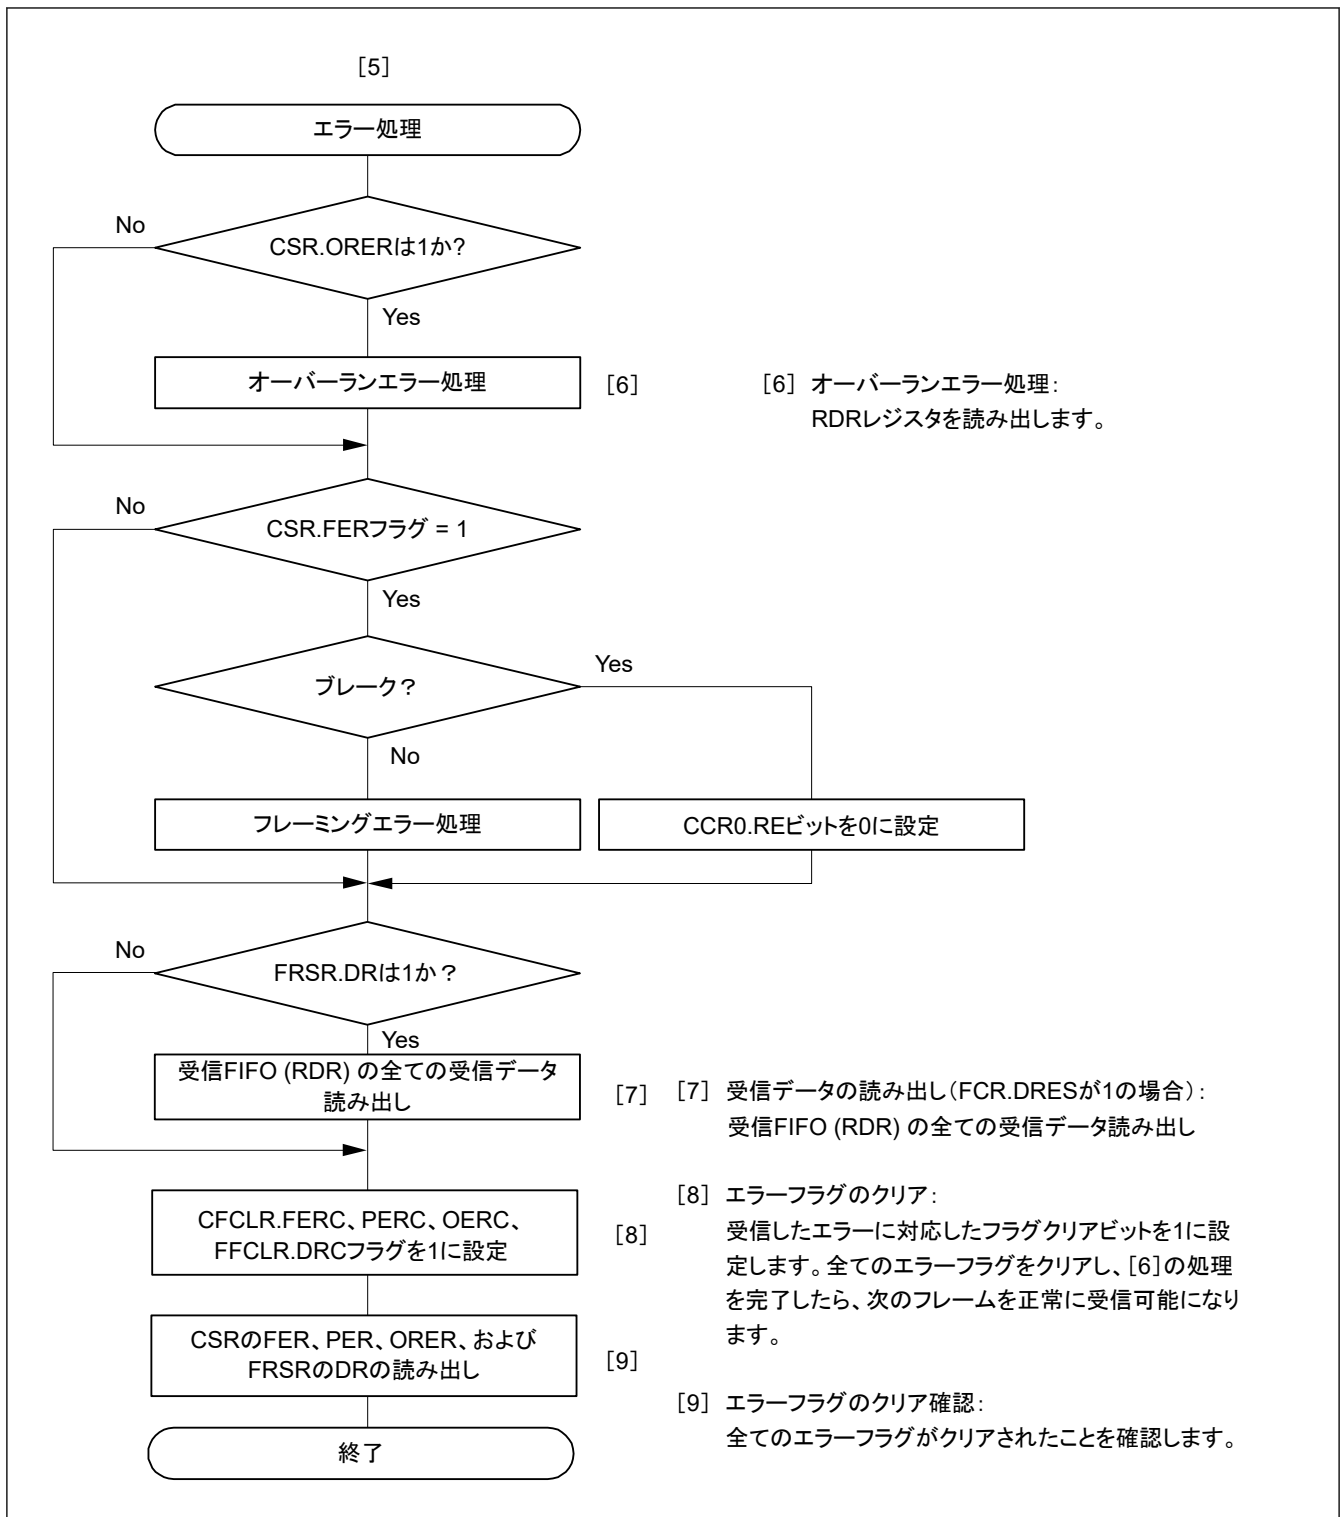 [5]
エラー処理
No
CSR.ORERは1か?
Yes
オーバーランエラー処理
[6]
[6] オーバーランエラー処理:
RDRレジスタを読み出します。
No
CSR.FERフラグ = 1
Yes
ブレーク?
Yes
No
フレーミングエラー処理
CCR0.REビットを0に設定
No
FRSR.DRは1か?
Yes
受信FIFO (RDR) の全ての受信データ
読み出し
[7]
[7] 受信データの読み出し(FCR.DRESが1の場合):
受信FIFO (RDR) の全ての受信データ読み出し
CFCLR.FERC、PERC、OERC、
FFCLR.DRCフラグを1に設定
[8]
[8] エラーフラグのクリア:
受信したエラーに対応したフラグクリアビットを1に設
定します。全てのエラーフラグをクリアし、[6]の処理
を完了したら、次のフレームを正常に受信可能になり
ます。
CSRのFER、PER、ORER、および
FRSRのDRの読み出し
[9]
[9] エラーフラグのクリア確認:
全てのエラーフラグがクリアされたことを確認します。
終了